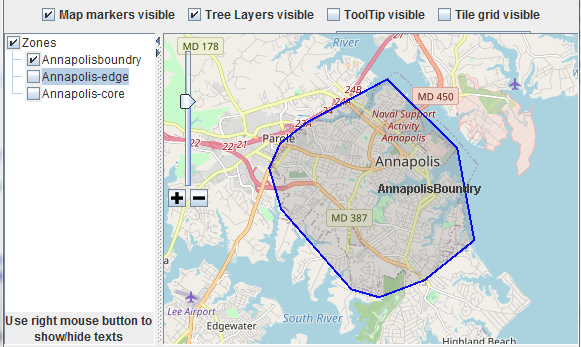 Map markers visible
Tree Layers visible
ToolTip visible
Tile grid visible
Zones
Annapolisboundry
Annapolis-edge
Annapolis-core
Use right mouse button to
show/hide texts
MD 178
River
24B
MD 450
Naval Support
Activity
Annapolis
23A
Parole
22
22 21
Annapolis
AnnapolisBoundry
MD 387
Lee Airport
Edgewater
South River
Highland Beach